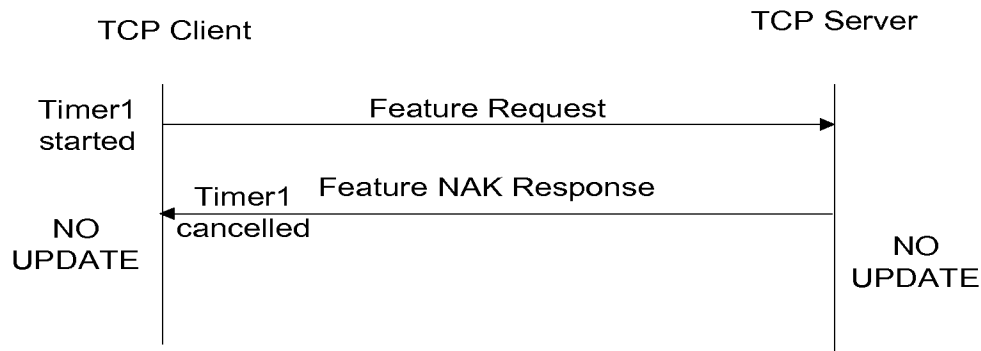 TCP Client
TCP Server
Timer1
started
Feature Request
Timer1
cancelled
Feature NAK Response
NO
UPDATE
NO
UPDATE